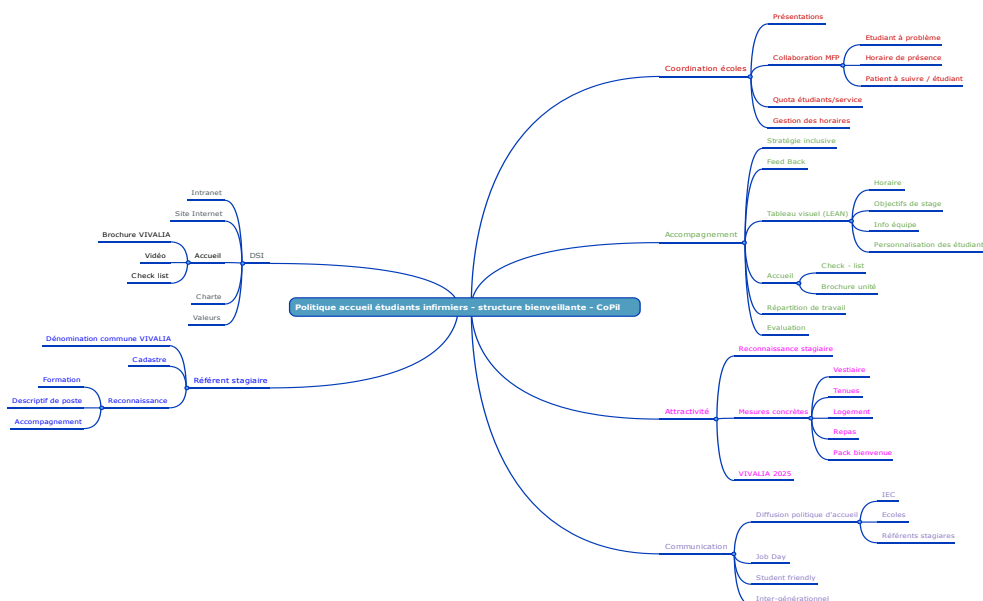 Politique accueil étudiants infirmiers – structure bienveillante – CoPil
Coordination écoles
Présentations
Collaboration MFP
Etudiant à problème
Horaire de présence
Patient à suivre / étudiant
Quota étudiants/service
Gestion des horaires
Accompagnement
Stratégie inclusive
Feed Back
Tableau visuel (LEAN)
Horaire
Objectifs de stage
Info équipe
Personnalisation des étudiant
Accueil
Check – list
Brochure unité
Répartition de travail
Evaluation
Attractivité
Reconnaissance stagiaire
Mesures concrètes
Vestiaire
Tenues
Logement
Repas
Pack bienvenue
VIVALIA 2025
Communication
Diffusion politique d'accueil
IEC
Ecoles
Référents stagiares
Job Day
Student friendly
Inter-générationnel
DSI
Intranet
Site Internet
Accueil
Brochure VIVALIA
Vidéo
Check list
Charte
Valeurs
Référent stagiaire
Dénomination commune VIVALIA
Cadastre
Reconnaissance
Formation
Descriptif de poste
Accompagnement